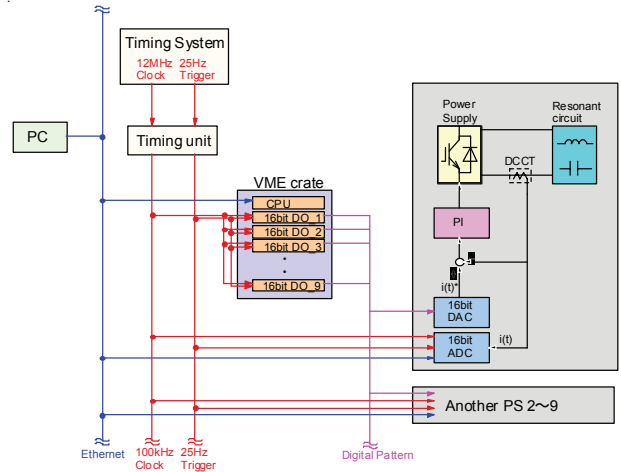 Timing System
12MHz 25Hz
Clock Trigger
PC
Timing unit
VME crate
CPU
16bit DO_1
16bit DO_2
16bit DO_3
16bit DO_9
Power
Supply
Resonant
circuit
DCCT
PI
i(t)*
16bit
DAC
16bit
ADC
i(t)
Another PS 2～9
Ethernet
100kHz
Clock
25Hz
Trigger
Digital Pattern